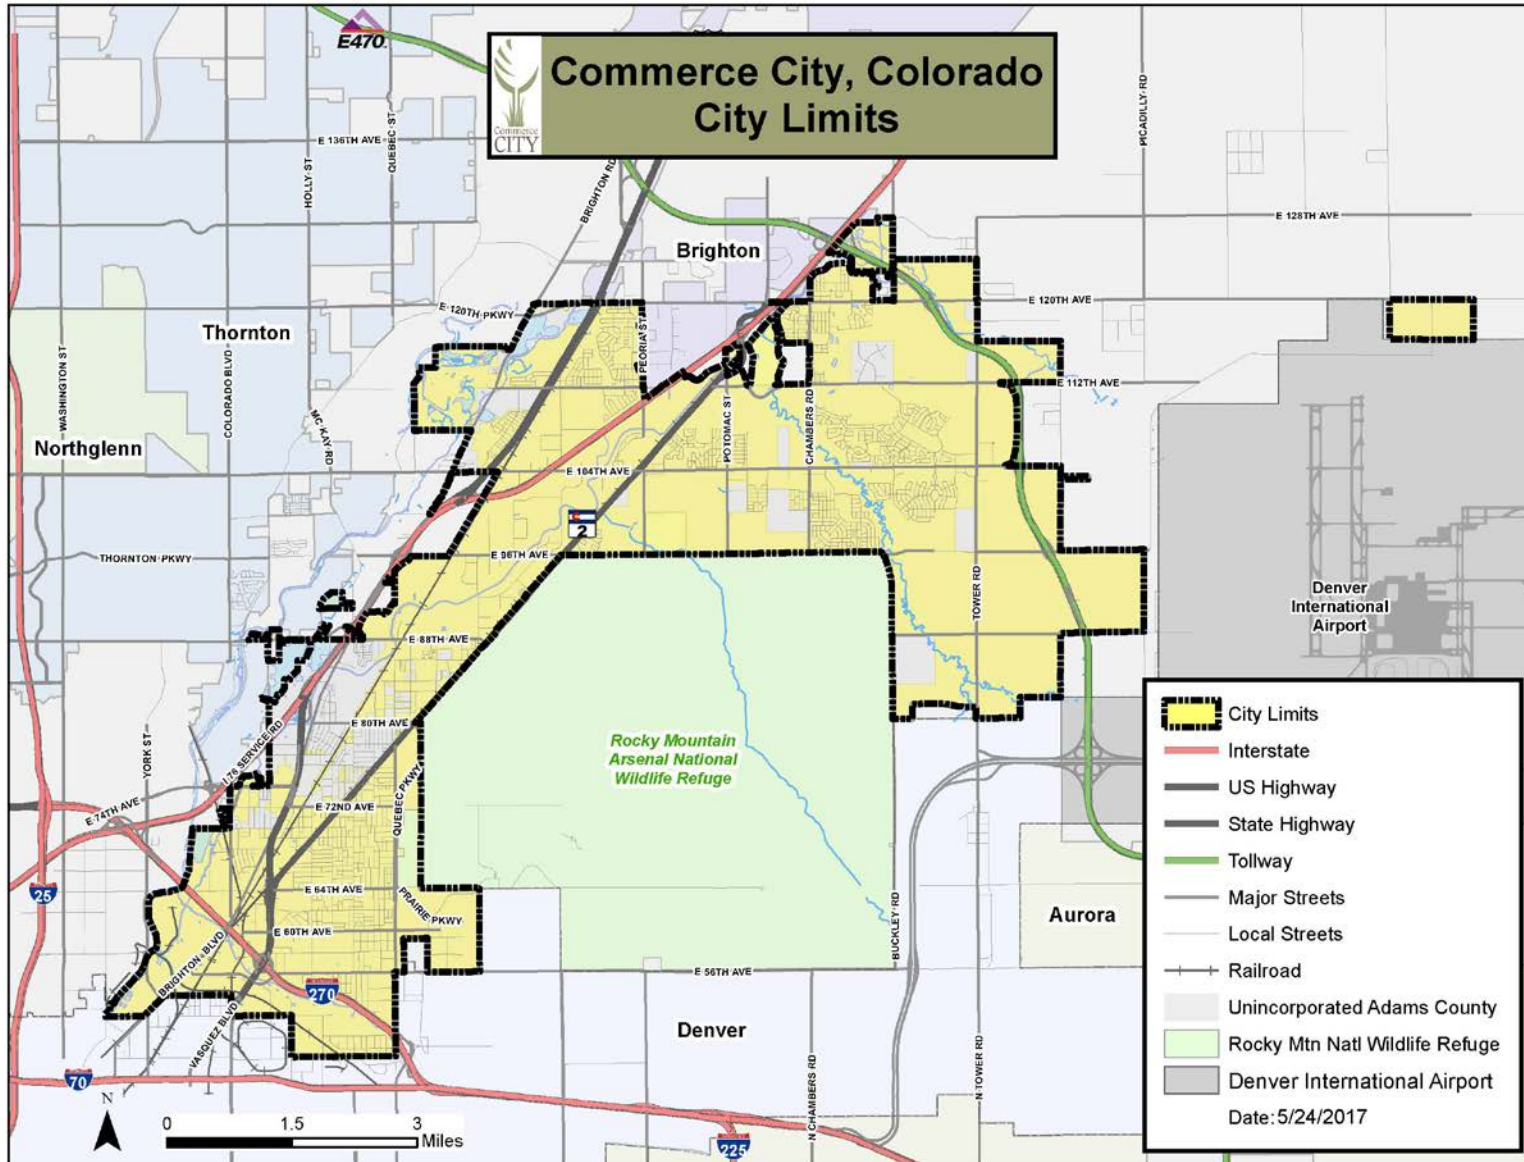 E470
Commerce
CITY
Commerce City, Colorado
City Limits
E 136TH AVE
HOLLY ST
QUEBEC ST
BRIGHTON RD
PICADILLY RD
E 128TH AVE
Brighton
E 120TH PKWY
E 120TH AVE
PEORIA ST
Thornton
WASHINGTON ST
COLORADO BLVD
MC KAY RD
E 112TH AVE
POTOMAC ST
CHAMBERS RD
Northglenn
E 104TH AVE
2
THORNTON PKWY
E 96TH AVE
TOWER RD
Denver
International
Airport
E 88TH AVE
E 80TH AVE
I-76 SERVICE RD
YORK ST
Rocky Mountain
Arsenal National
Wildlife Refuge
QUEBEC PKWY
E 72ND AVE
E 74TH AVE
25
E 64TH AVE
PRAIRIE PKWY
E 60TH AVE
BRIGHTON BLVD
BUCKLEY RD
Aurora
E 56TH AVE
270
VASQUEZ BLVD
Denver
70
N CHAMBERS RD
N TOWER RD
225
N
0 1.5 3
Miles
City Limits
Interstate
US Highway
State Highway
Tollway
Major Streets
Local Streets
Railroad
Unincorporated Adams County
Rocky Mtn Natl Wildlife Refuge
Denver International Airport
Date: 5/24/2017